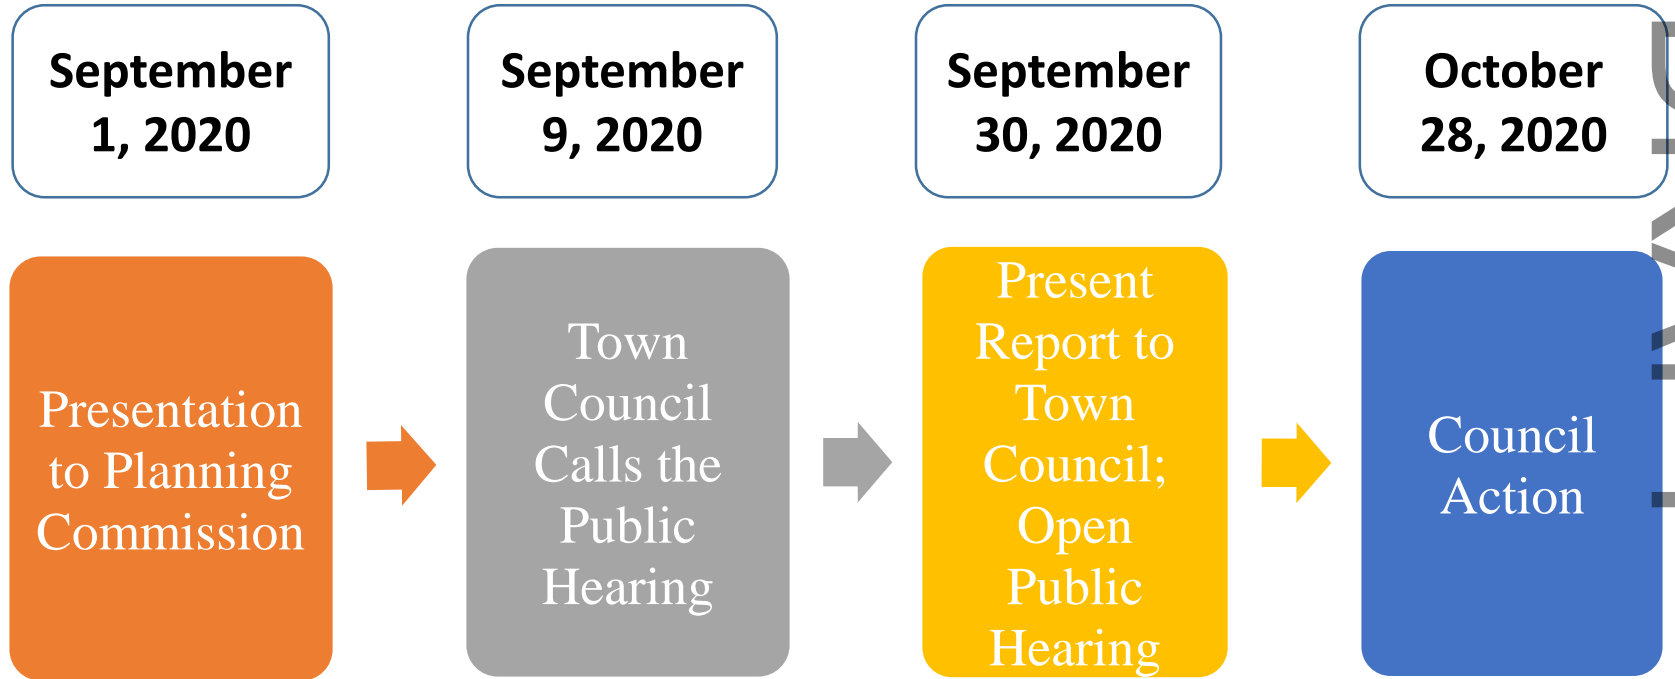 September
1, 2020
September
9, 2020
September
30, 2020
October
28, 2020
Presentation
to Planning
Commission
Town
Council
Calls the
Public
Hearing
Present
Report to
Town
Council;
Open
Public
Hearing
Council
Action